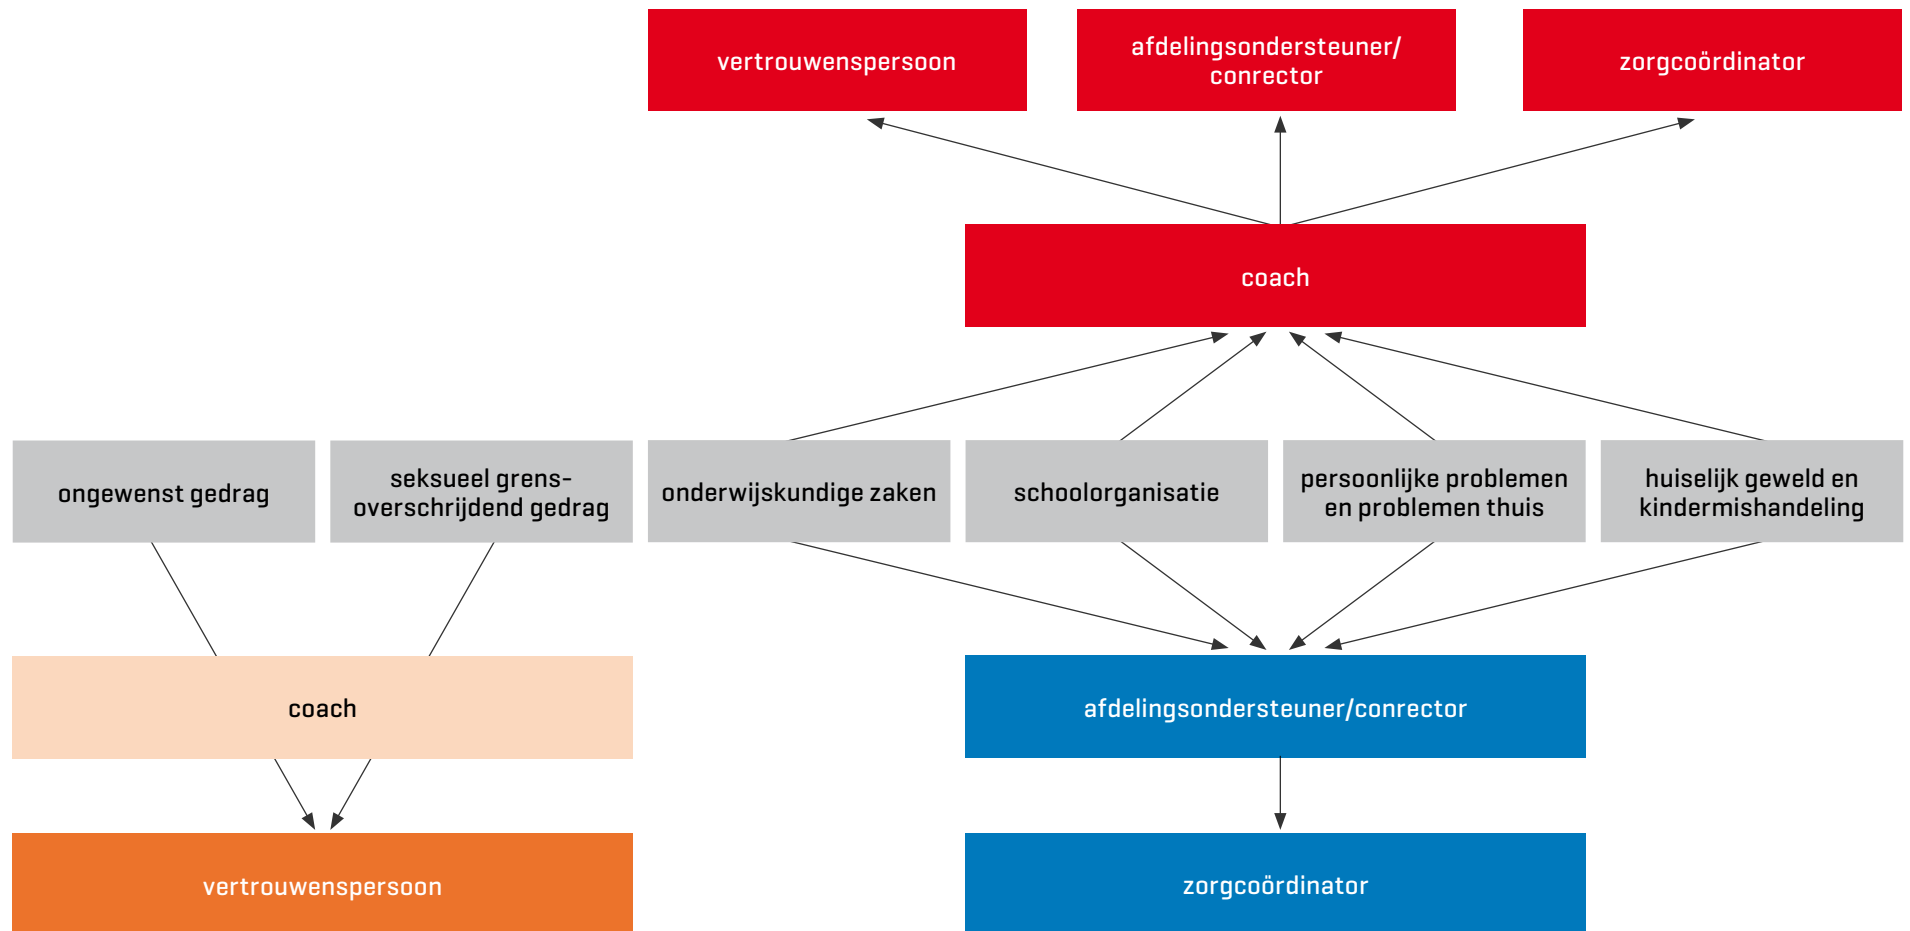 vertrouwenspersoon
afdelingsondersteuner/
conrector
zorgcoördinator
coach
ongewenst gedrag
seksueel grens-
overschrijdend gedrag
onderwijskundige zaken
schoolorganisatie
persoonlijke problemen
en problemen thuis
huiselijk geweld en
kindermishandeling
coach
afdelingsondersteuner/conrector
vertrouwenspersoon
zorgcoördinator